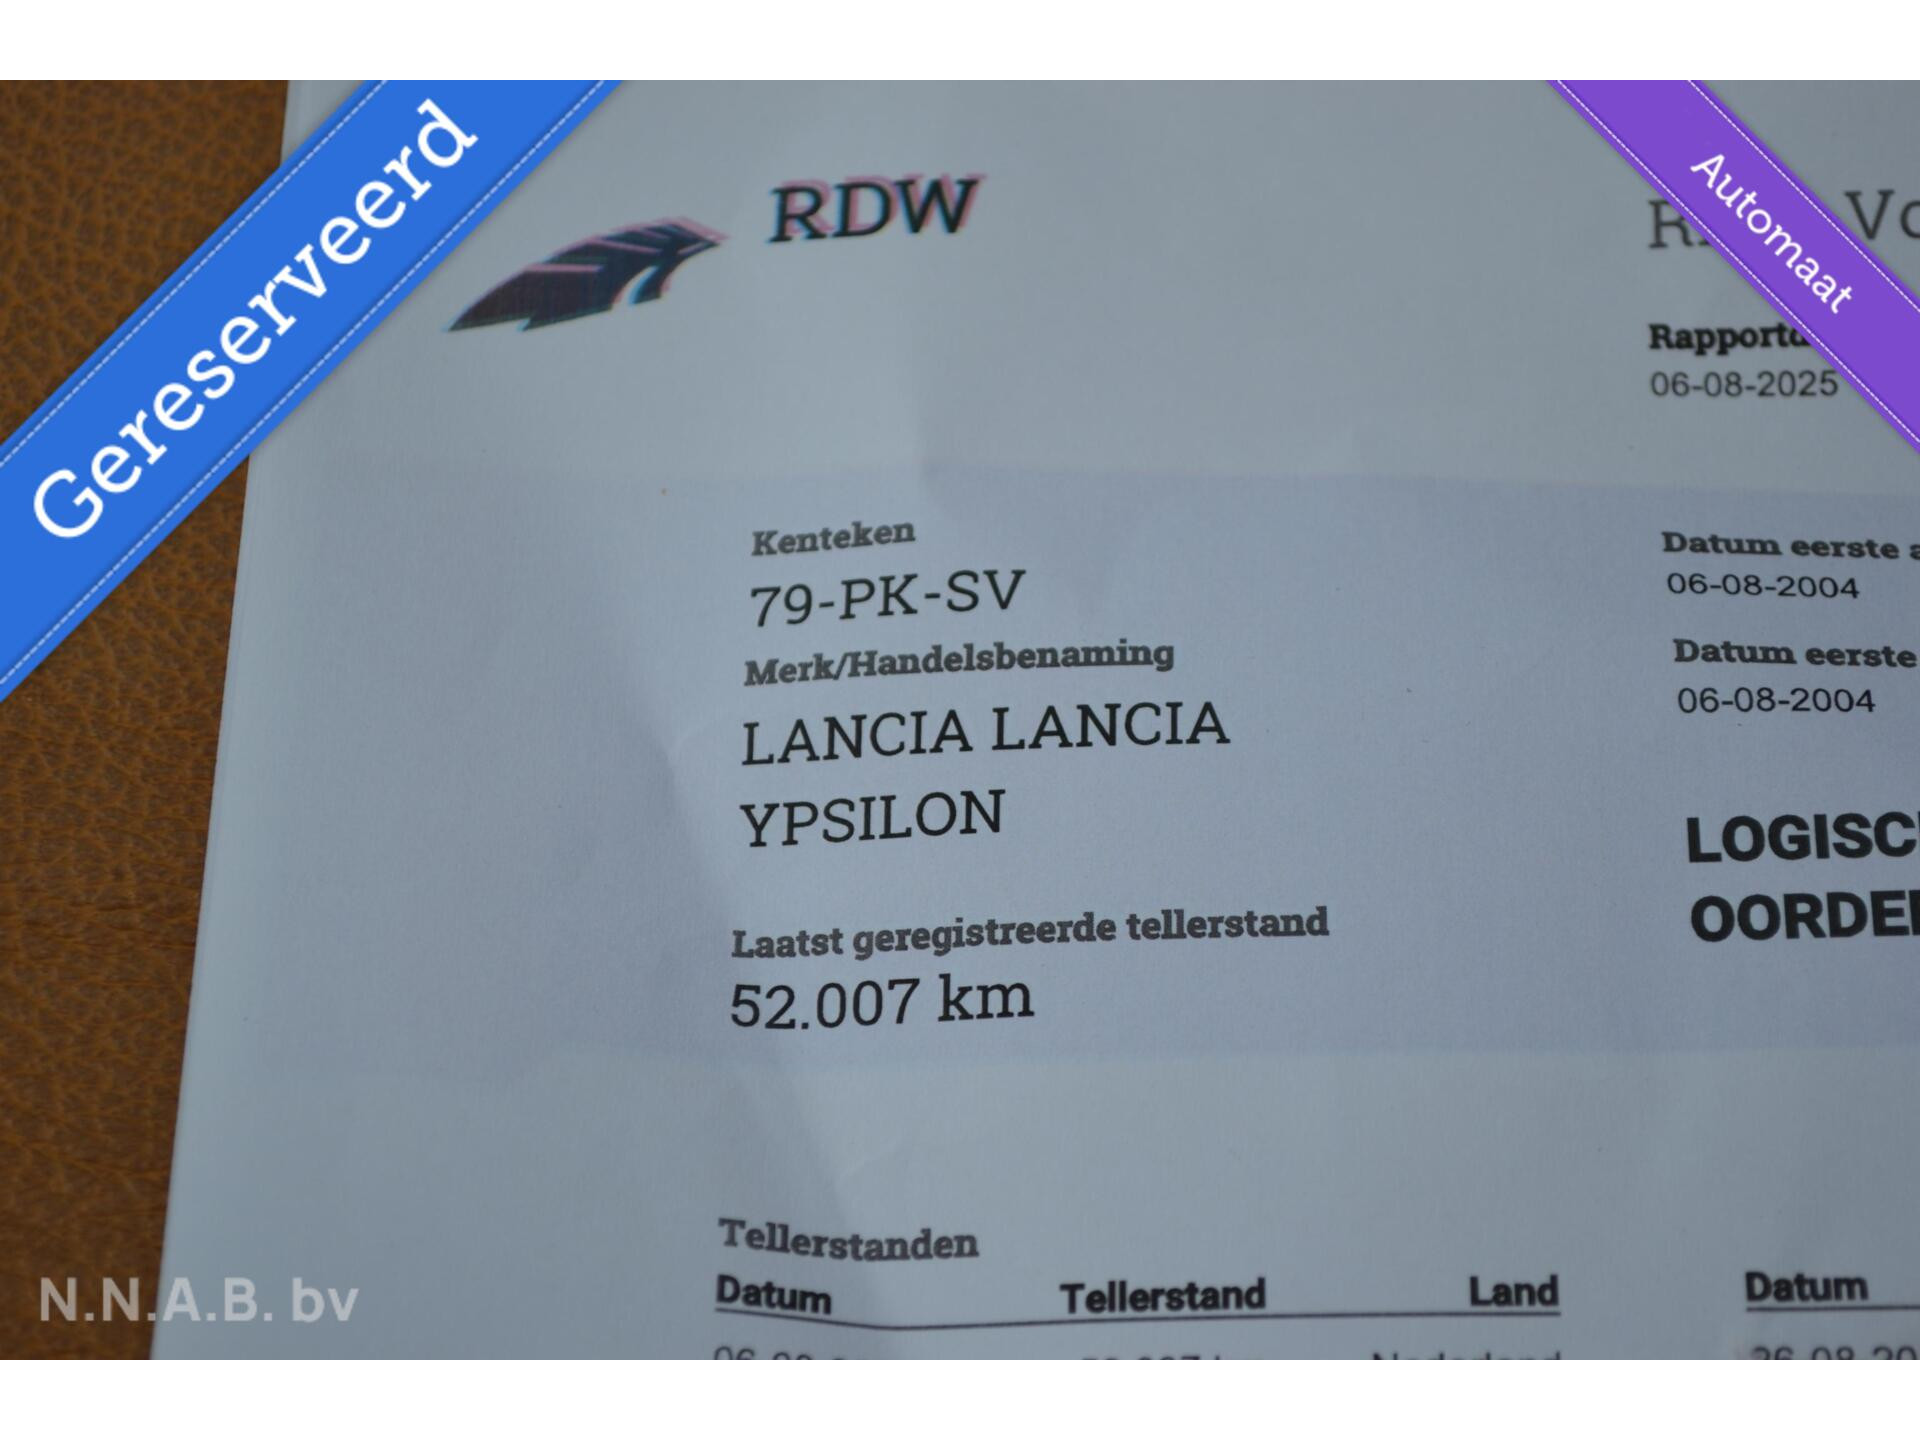 Gereserveerd
Automaat
RDW
06-08-2025
Kenteken
79-PK-SV
Merk/Handelsbenaming
LANCIA LANCIA
YPSILON
Laatst geregistreerde tellerstand
52.007 km
Datum eerste
06-08-2004
Datum eerste
06-08-2004
Tellerstanden
Datum Tellerstand Land Datum
N.N.A.B. bv